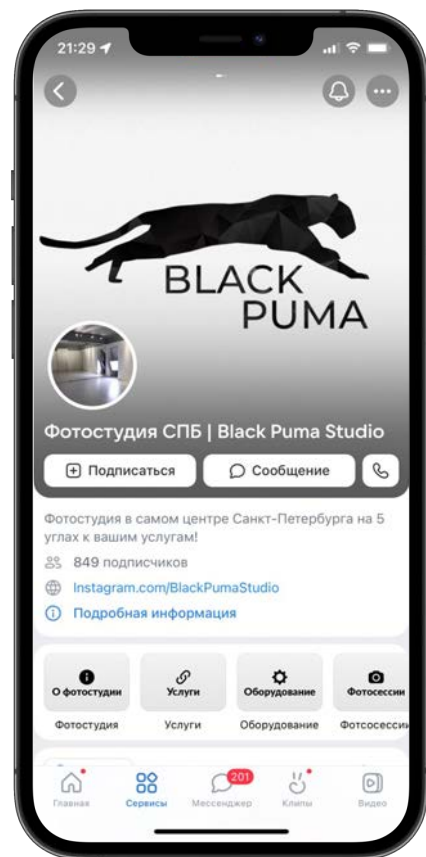 21:29
BLACK
PUMA
Фотостудия СПБ | Black Puma Studio
Подписаться
Сообщение
Фотостудия в самом центре Санкт-Петербурга на 5
углах к вашим услугам!
849 подписчиков
Instagram.com/BlackPumaStudio
Подробная информация
О фотостудии
Услуги
Оборудование
Фотосессии
Фотостудия
Услуги
Оборудование
Фотсосессии
201
Главная
Сервисы
Мессенджер
Клипы
Видео